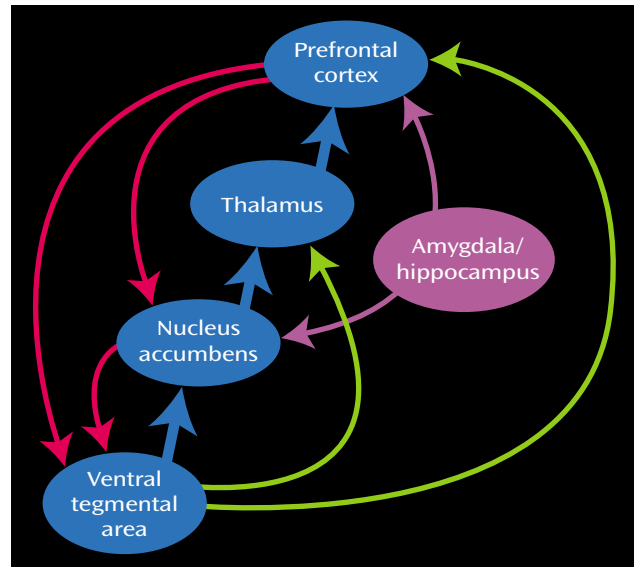 Prefrontal
cortex
Thalamus
Amygdala/
hippocampus
Nucleus
accumbens
Ventral
tegmental
area